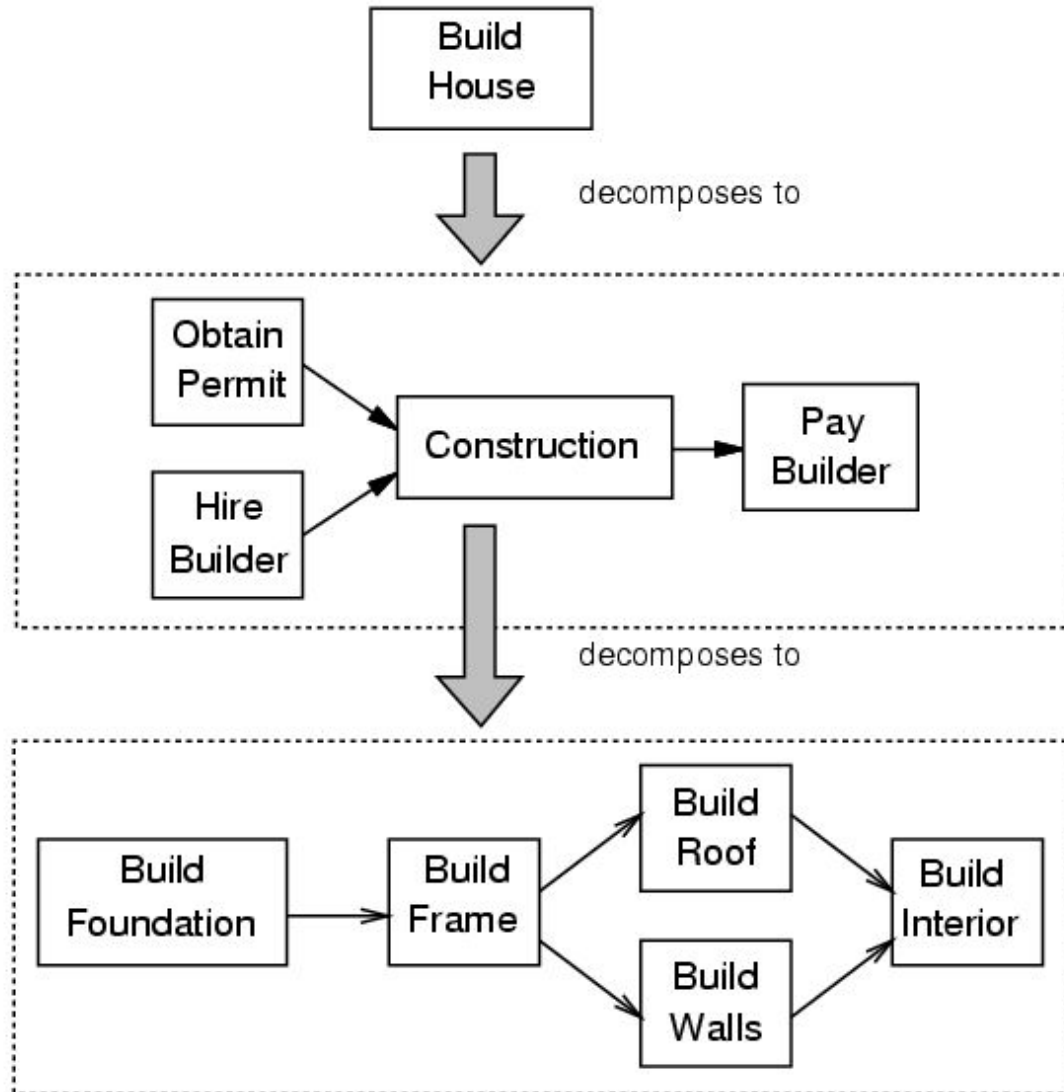 Build
House
decomposes to
Obtain
Permit
Hire
Builder
Construction
Pay
Builder
decomposes to
Build
Foundation
Build
Frame
Build
Roof
Build
Walls
Build
Interior